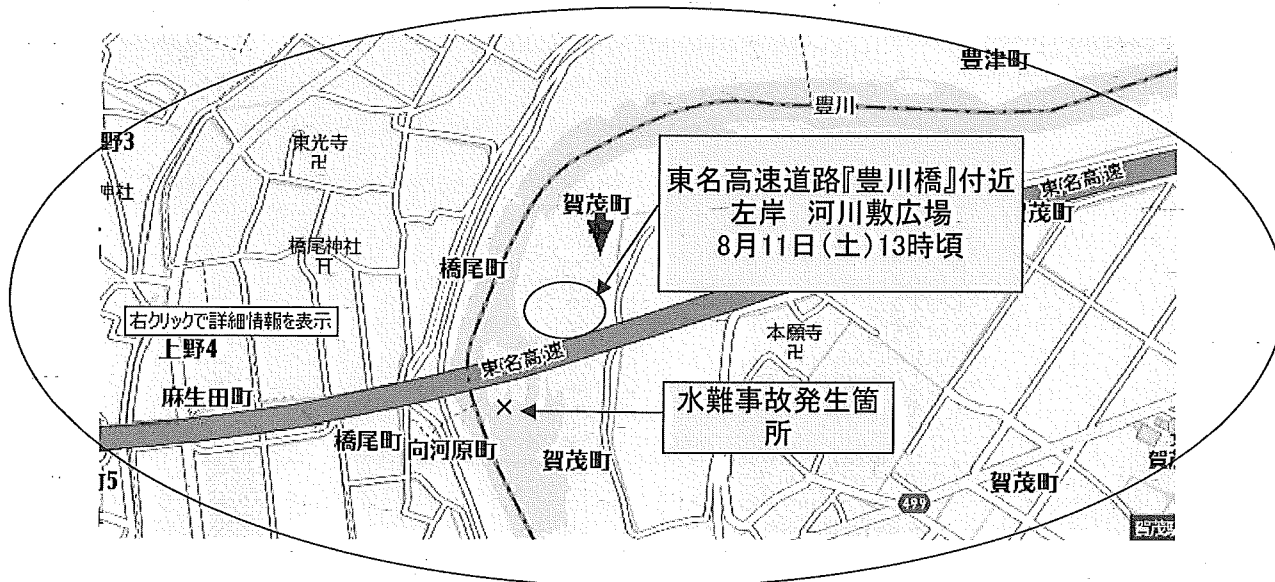 豊津町
豊川
野3
東光寺
神社
東名高速道路『豊川橋』付近
左岸 河川敷広場
8月11日(土)13時頃
東名高速
賀茂町
賀茂町
橋尾神社
橋尾町
右クリックで詳細情報を表示
上野4
本願寺
東名高速
麻生田町
水難事故発生箇
所
橋尾町
向河原町
賀茂町
賀茂町
499